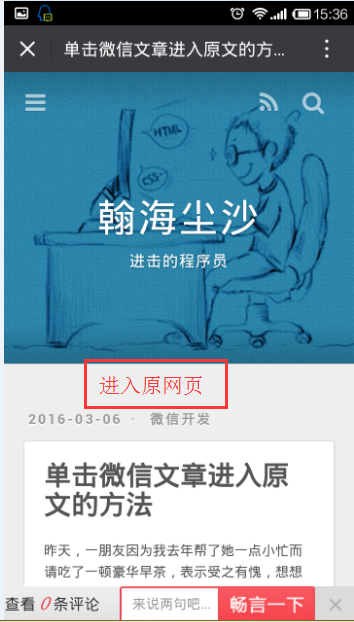 15:36
单击微信文章进入原文的方...
HTML
CSS
翰海尘沙
进击的程序员
进入原网页
2016-03-06 · 微信开发
单击微信文章进入原
文的方法
昨天，一朋友因为我去年帮了她一点小忙而
请吃了一顿豪华早茶，表示受之有愧，想想
查看 0 条评论 来说两句吧... 畅言一下